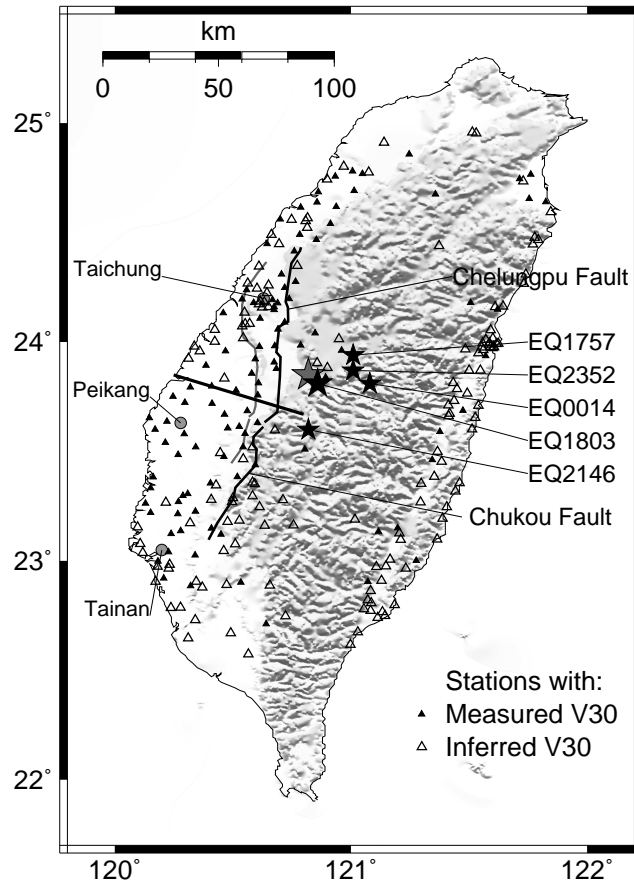 km
0 50 100
25˚
Taichung
Chelungpu Fault
24˚
EQ1757
EQ2352
Peikang
EQ0014
EQ1803
EQ2146
Chukou Fault
23˚
Tainan
Stations with:
Measured V30
Inferred V30
22˚
120˚ 121˚ 122˚